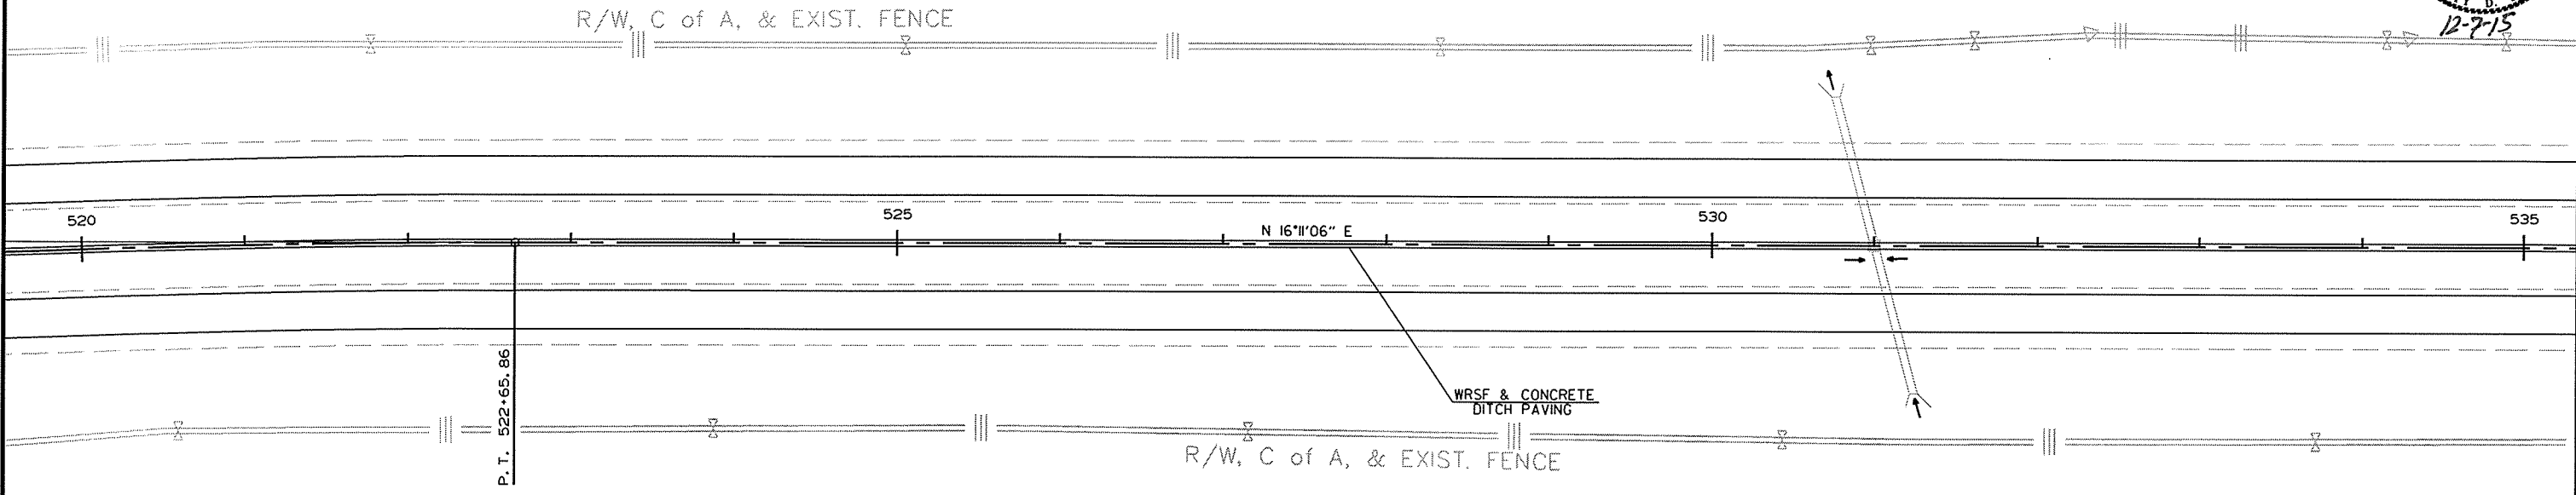 R/W, C of A, & EXIST. FENCE
D.
12-7-15
520
525
530
535
N 16°11'06" E
P.T. 522+65.86
WRSF & CONCRETE
DITCH PAVING
R/W, C of A, & EXIST. FENCE